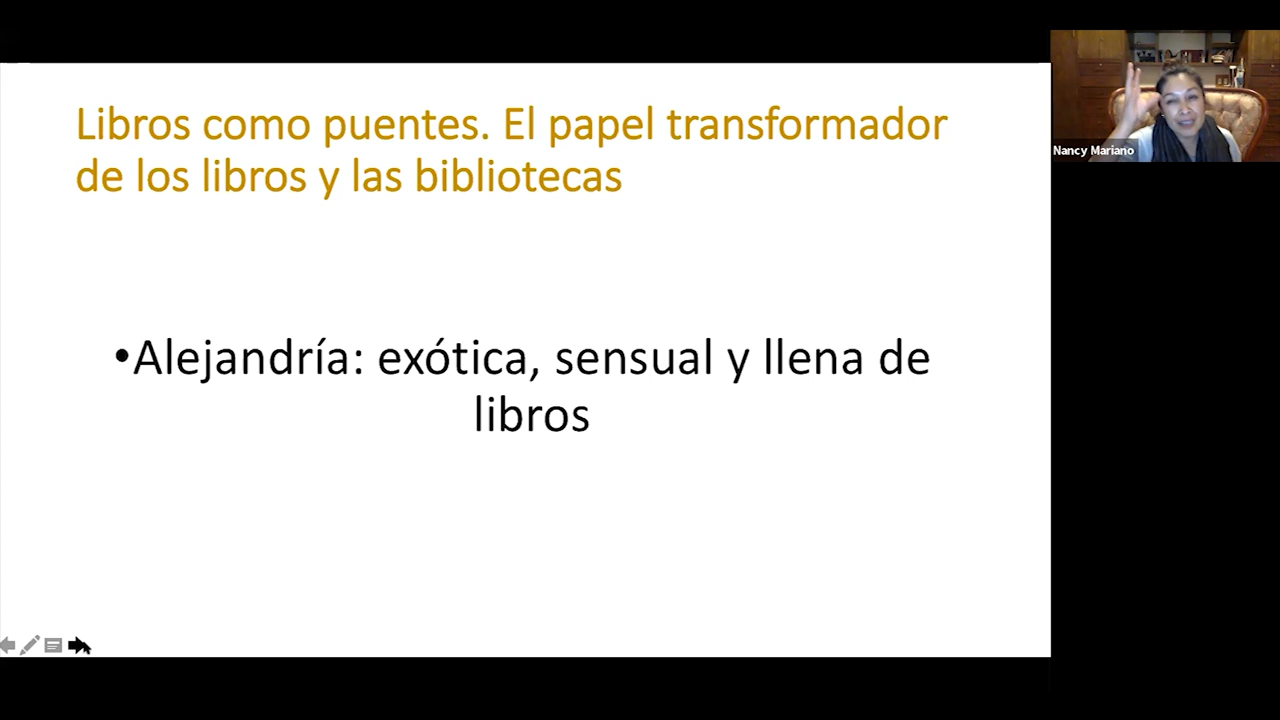 Libros como puentes. El papel transformador
de los libros y las bibliotecas
•Alejandría: exótica, sensual y llena de
libros
Nancy Mariano